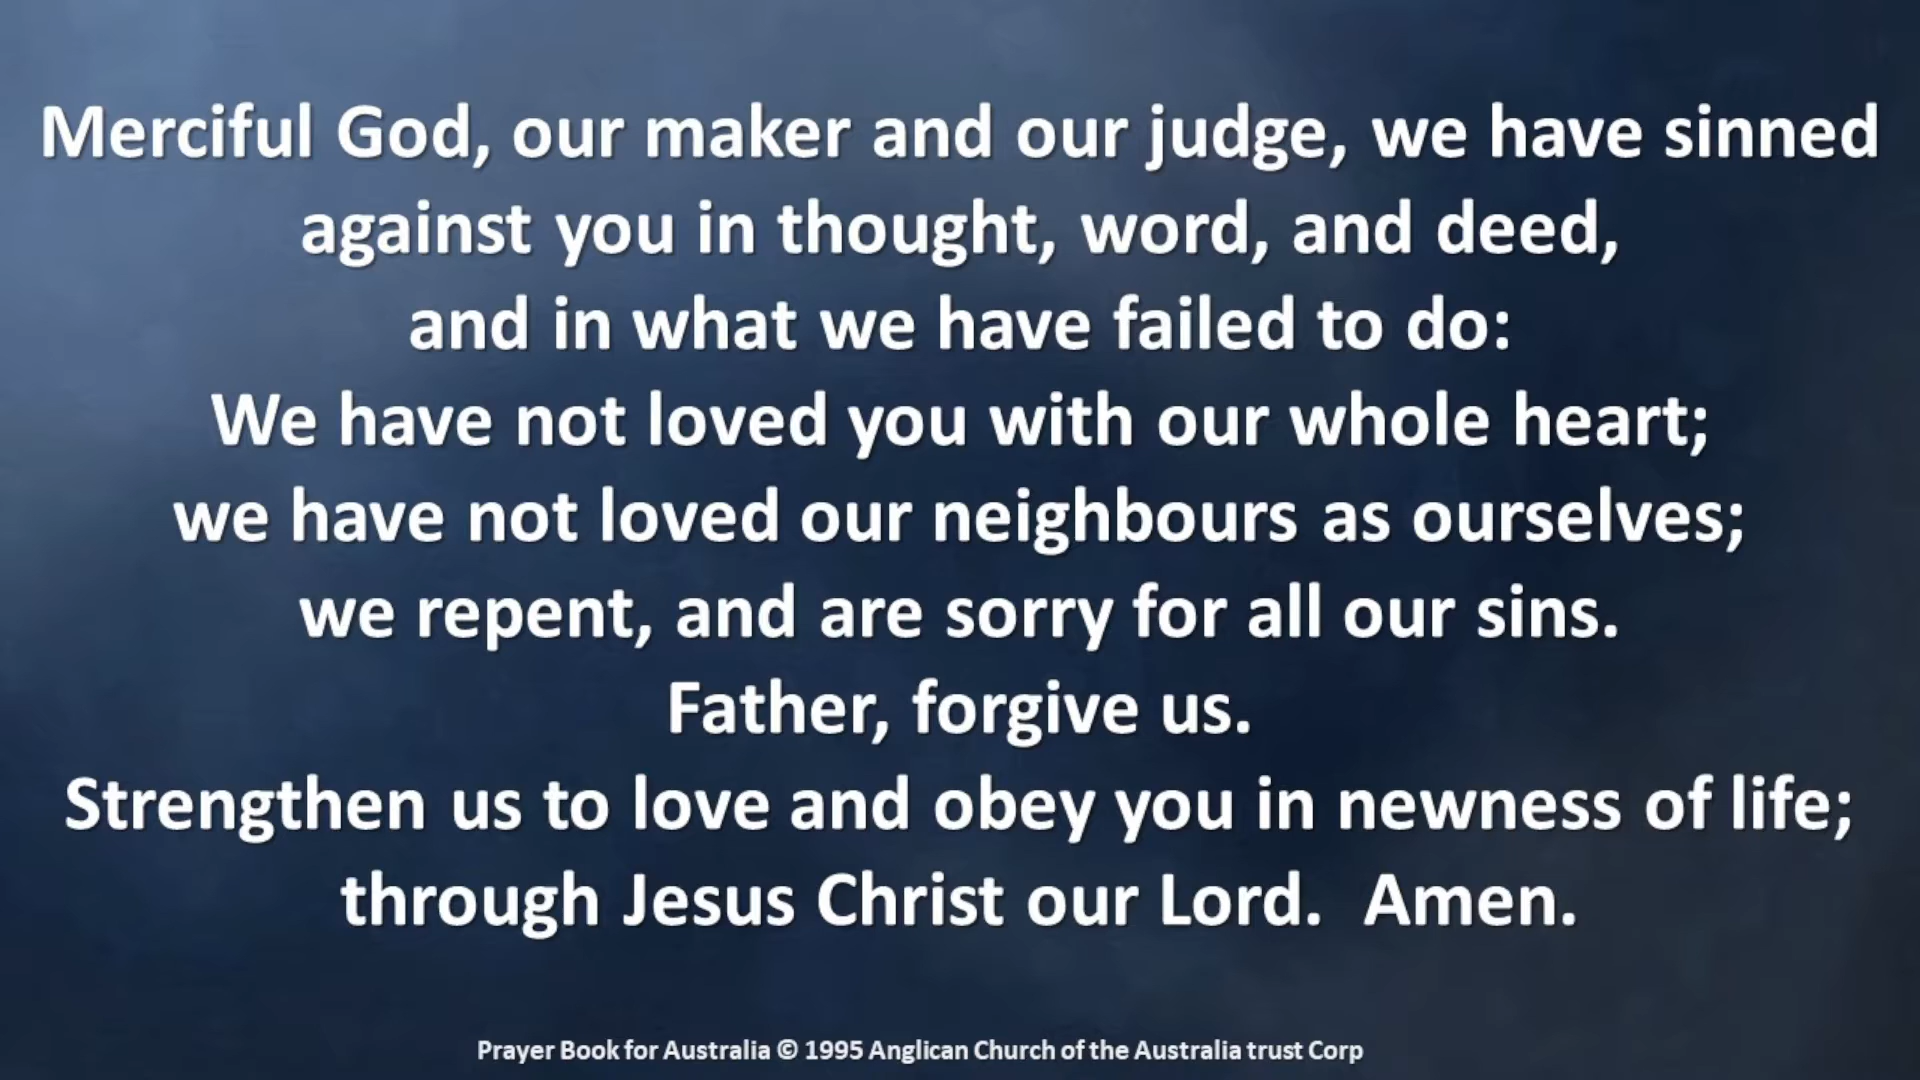 Merciful God, our maker and our judge, we have sinned
against you in thought, word, and deed,
and in what we have failed to do:
We have not loved you with our whole heart;
we have not loved our neighbours as ourselves;
we repent, and are sorry for all our sins.
Father, forgive us.
Strengthen us to love and obey you in newness of life;
through Jesus Christ our Lord.  Amen.
Prayer Book for Australia © 1995 Anglican Church of the Australia trust Corp